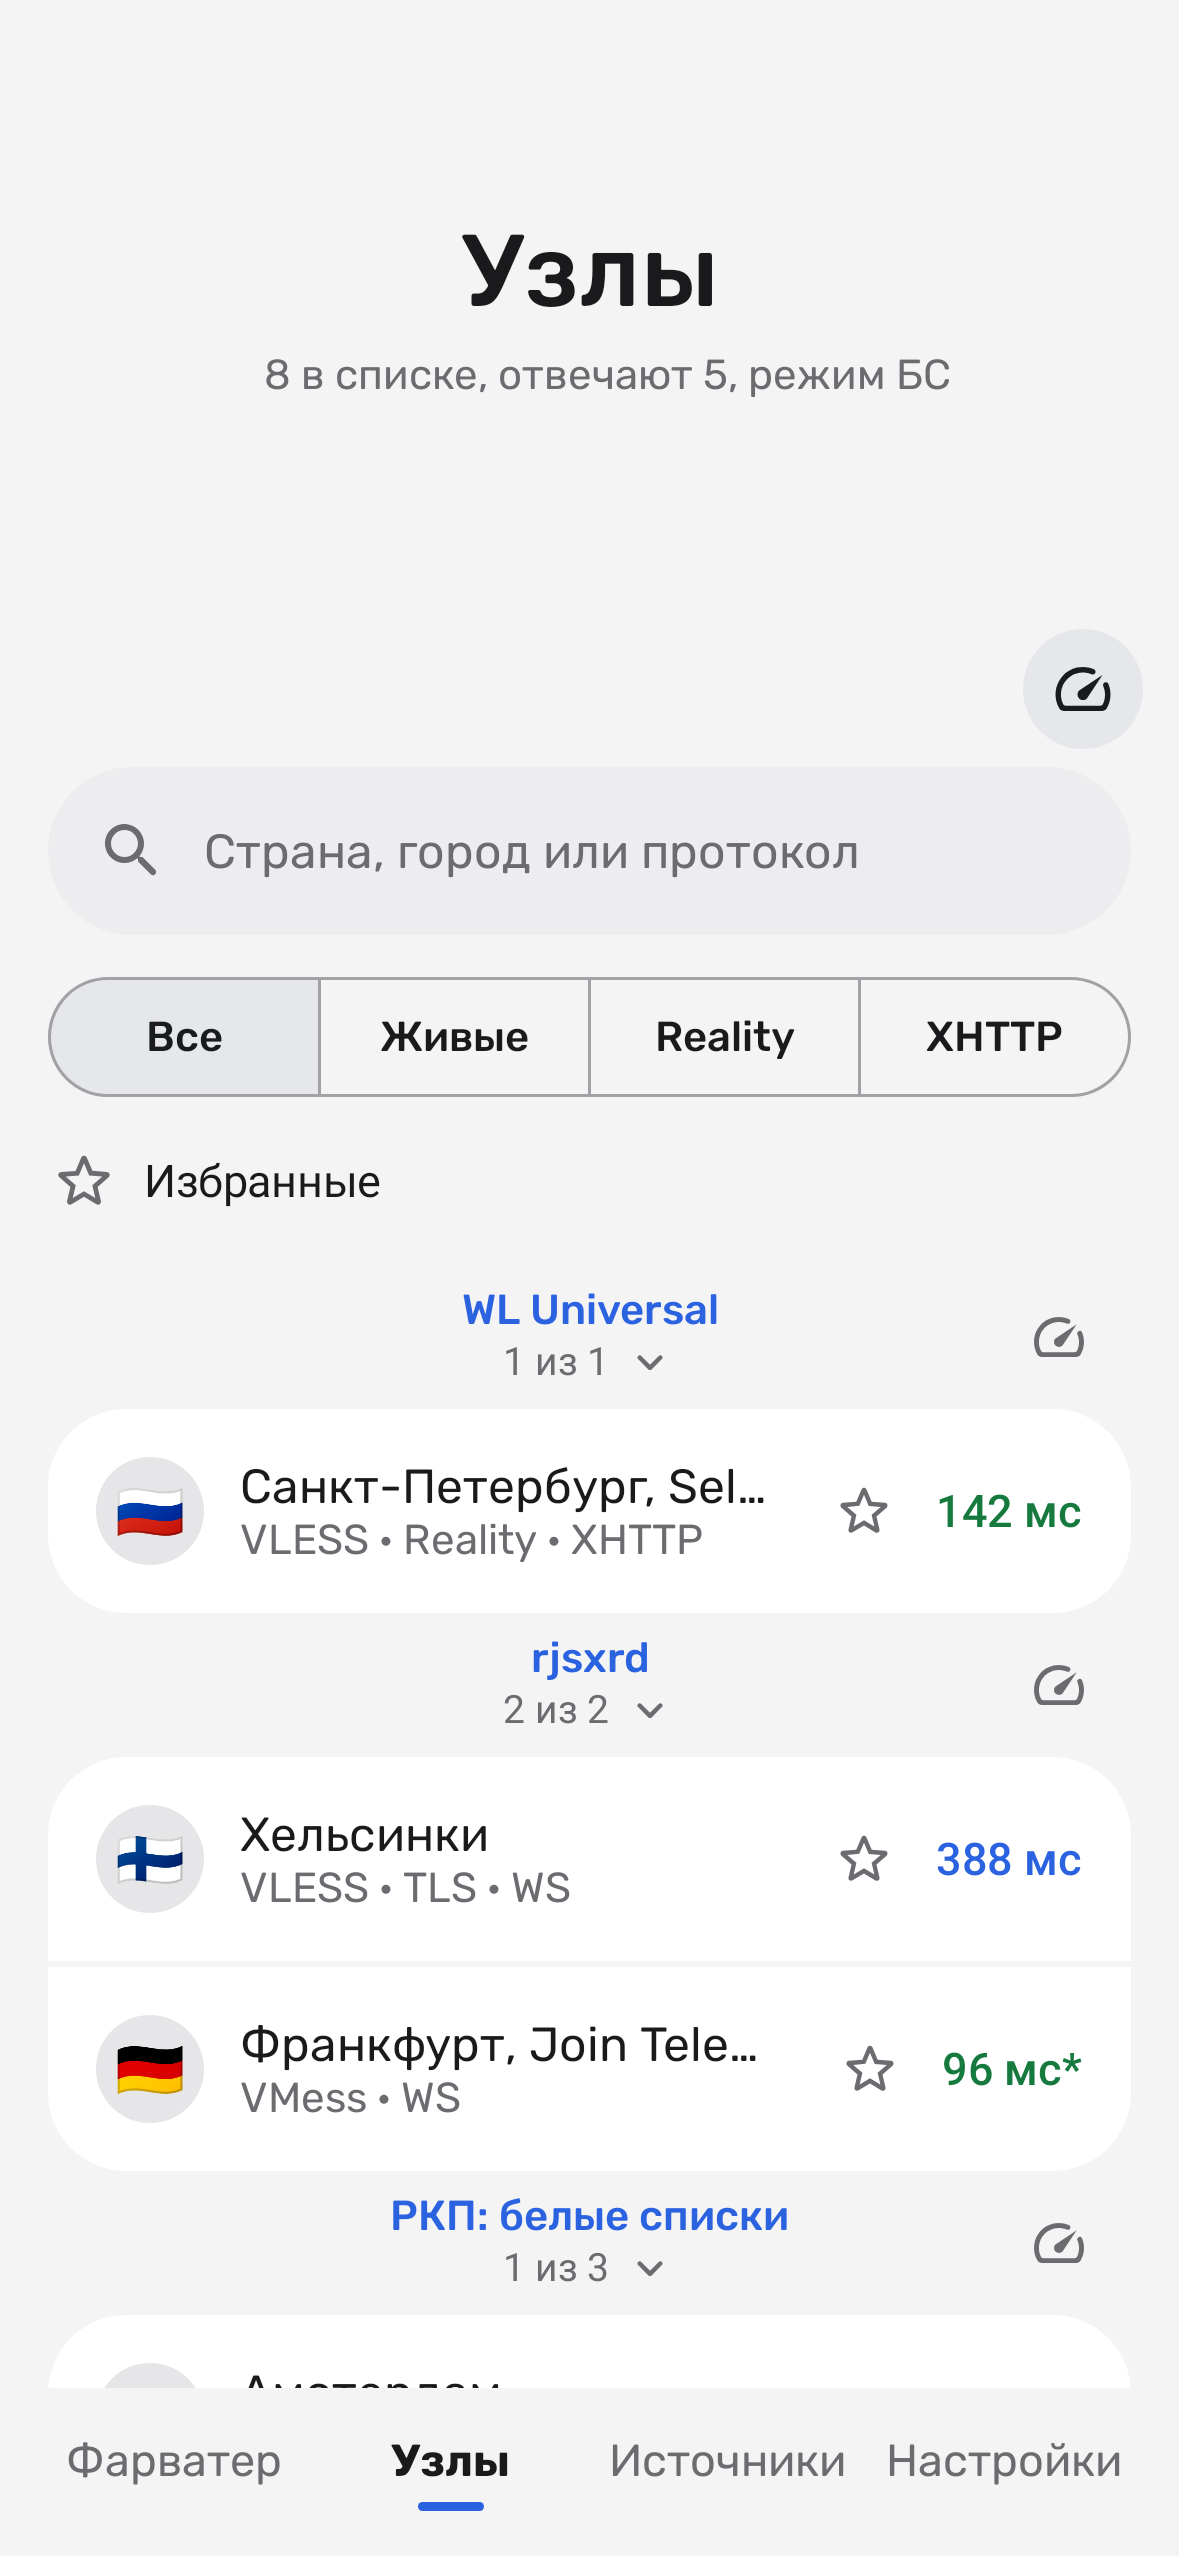 Узлы
8 в списке, отвечают 5, режим БС
Страна, город или протокол
Все
Живые
Reality
XHTTP
Избранные
WL Universal
1 из 1
Санкт-Петербург, Sel…
VLESS • Reality • XHTTP
142 мс
rjsxrd
2 из 2
Хельсинки
VLESS • TLS • WS
388 мс
Франкфурт, Join Tele…
VMess • WS
96 мс*
РКП: белые списки
1 из 3
Амстердам
Фарватер
Узлы
Источники
Настройки